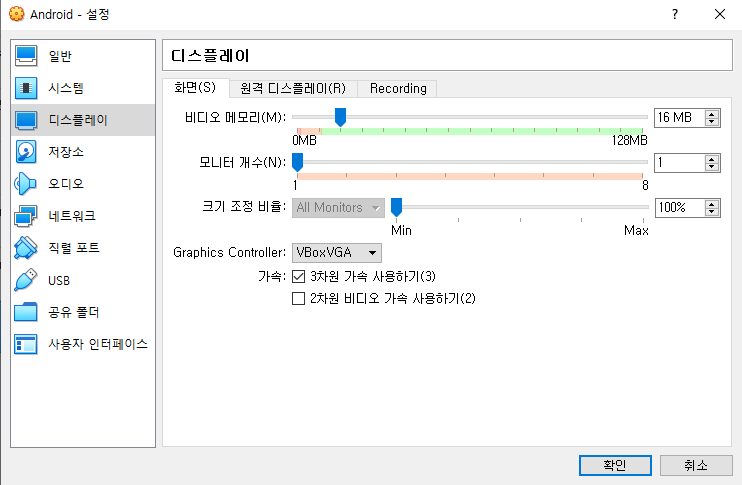 Android - 설정
일반
시스템
디스플레이
저장소
오디오
네트워크
직렬 포트
USB
공유 폴더
사용자 인터페이스
디스플레이
화면(S) 원격 디스플레이(R) Recording
비디오 메모리(M): 16 MB
0MB 128MB
모니터 개수(N): 1
1 8
크기 조정 비율: All Monitors 100%
Min Max
Graphics Controller: VBoxVGA
가속: 3차원 가속 사용하기(3)
2차원 비디오 가속 사용하기(2)
확인 취소